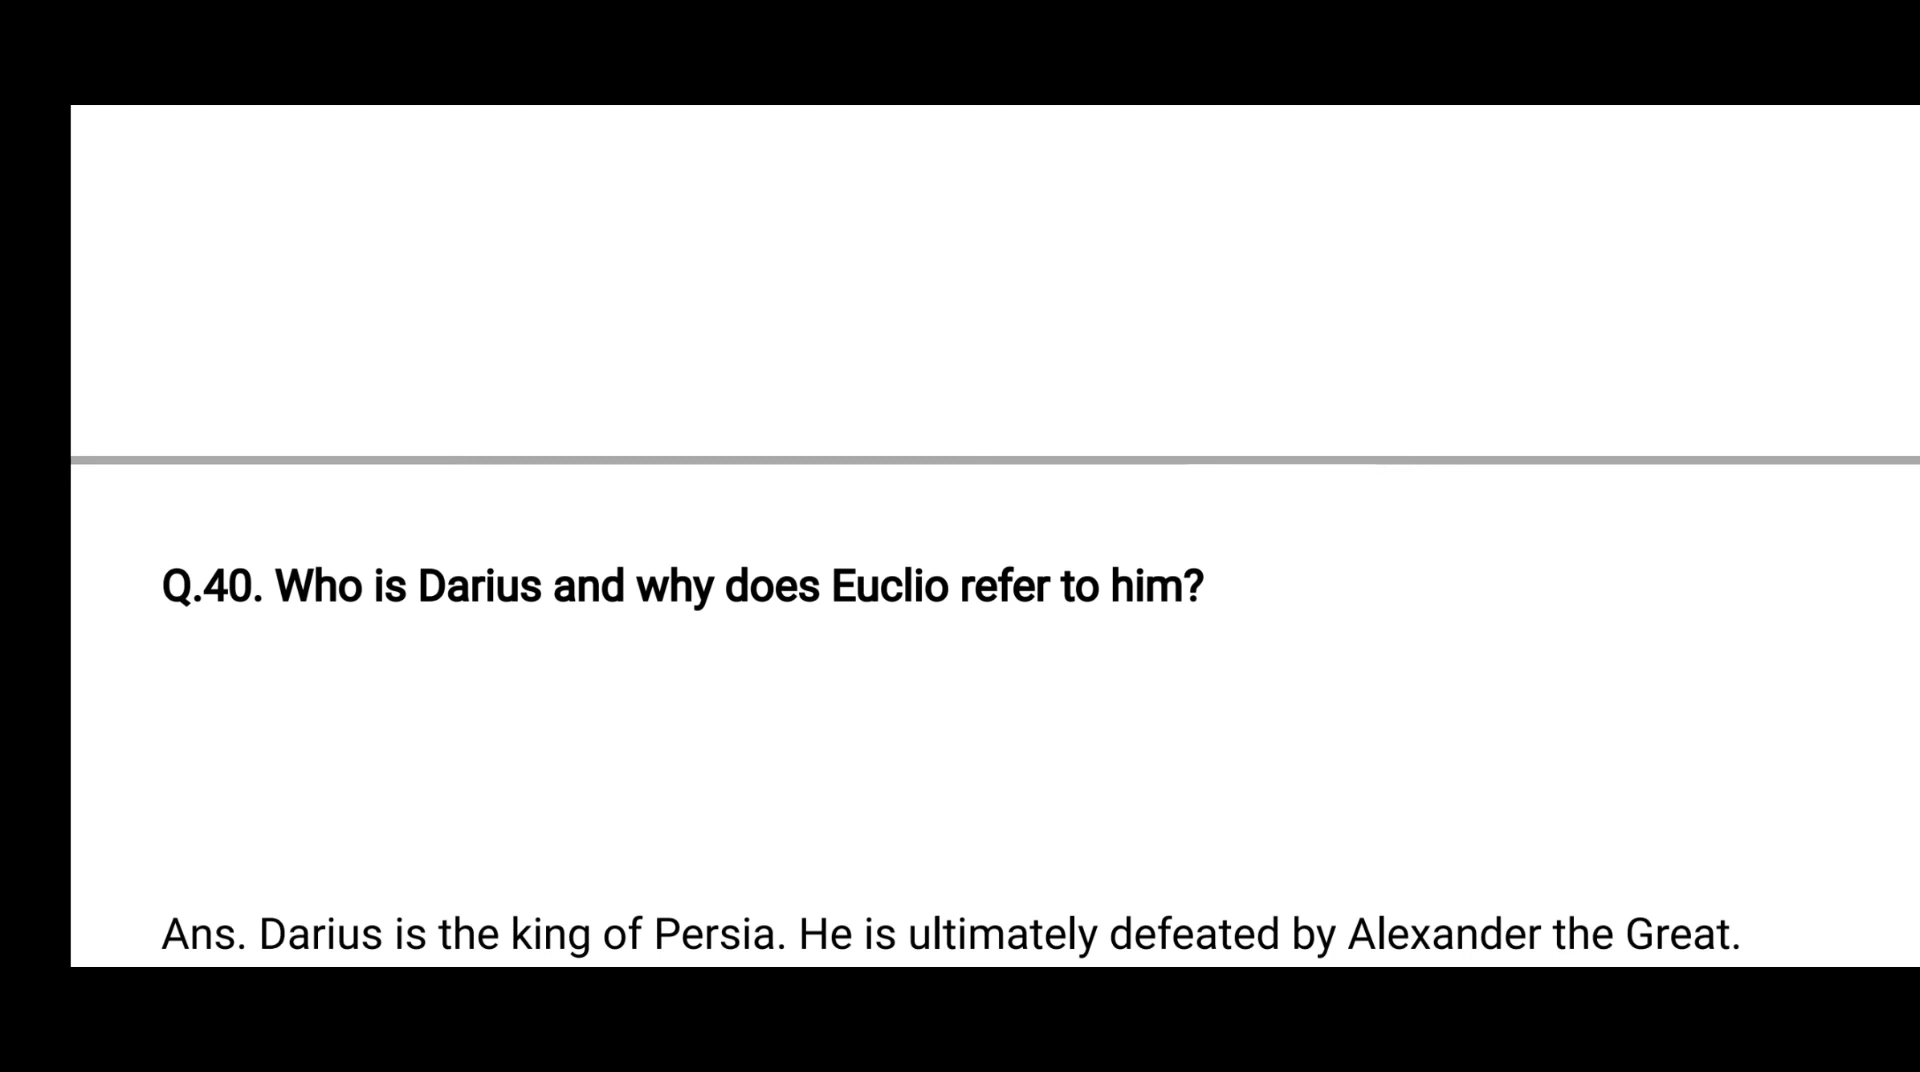 Q.40. Who is Darius and why does Euclio refer to him?
Ans. Darius is the king of Persia. He is ultimately defeated by Alexander the Great.